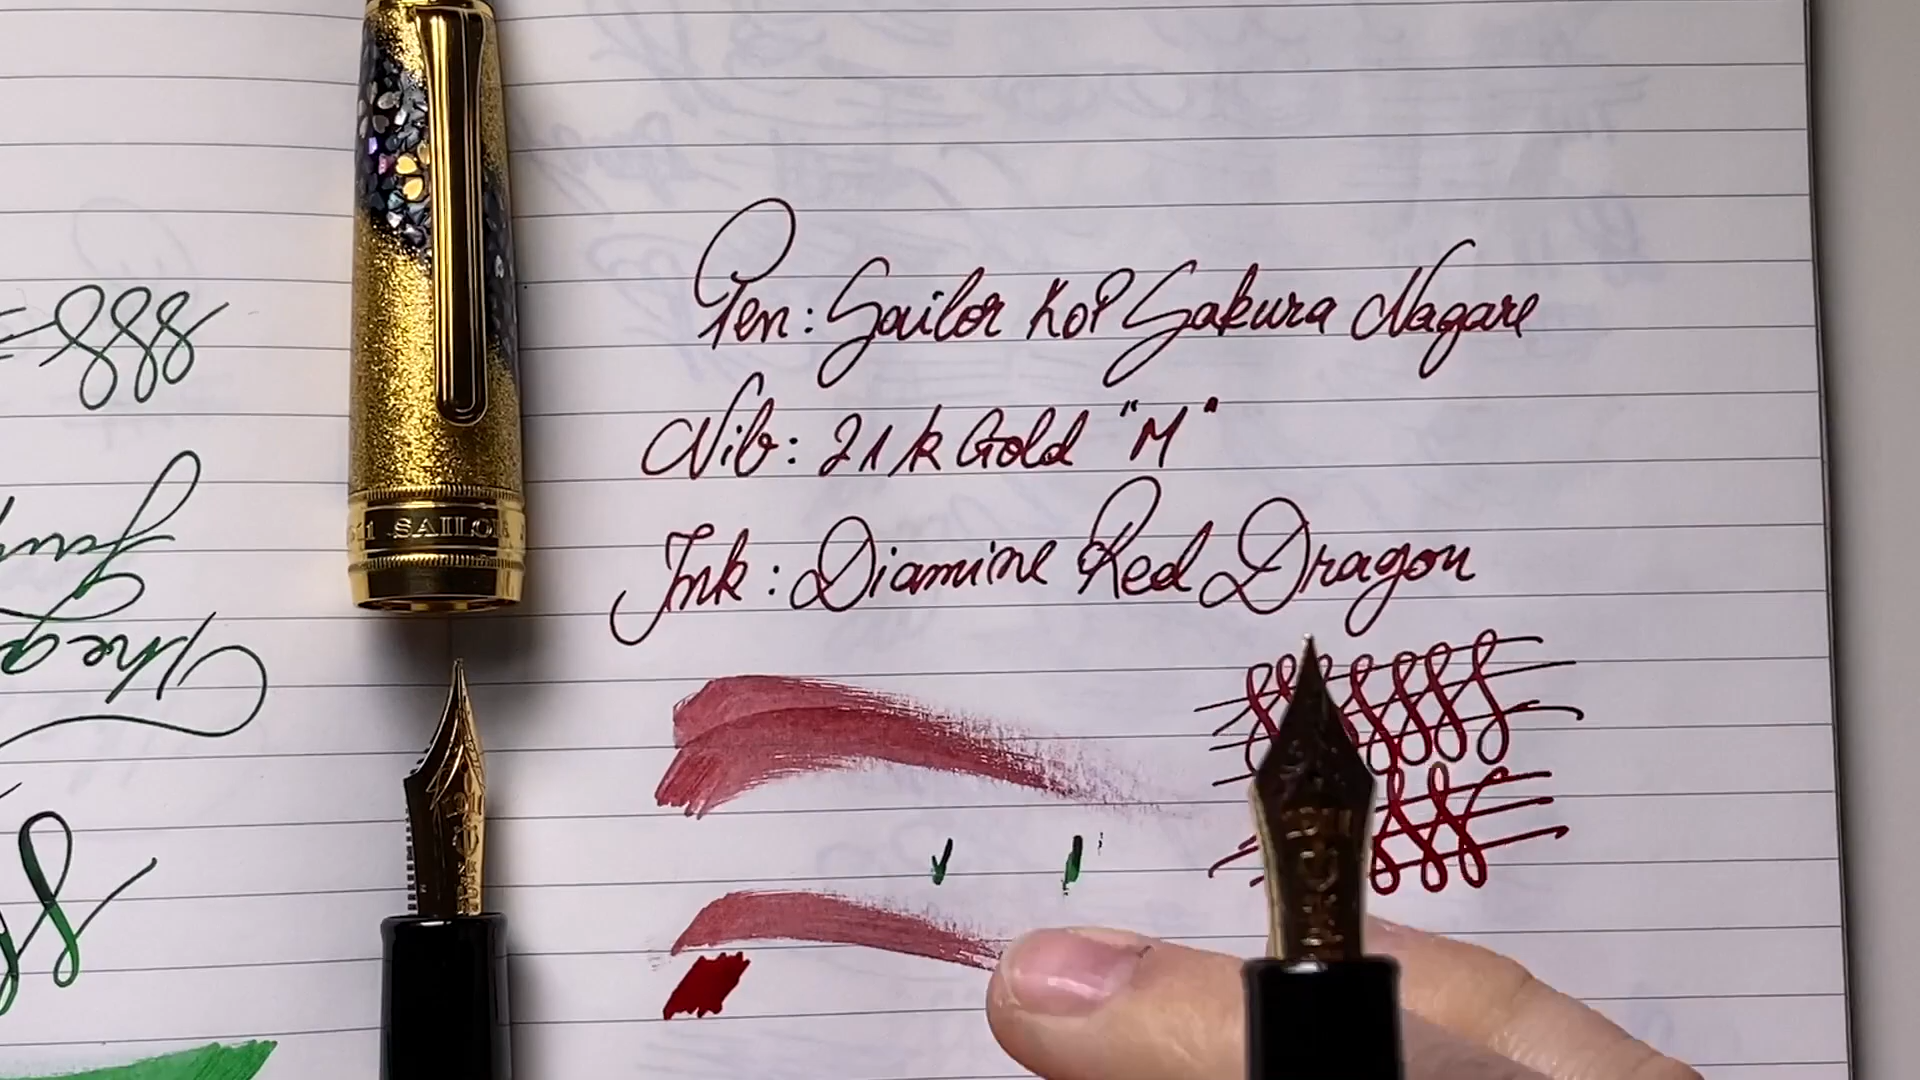 Pen: Sailor KoP Sakura Nagare
Nib: 21k Gold "M"
Ink: Diamine Red Dragon
SAILOR